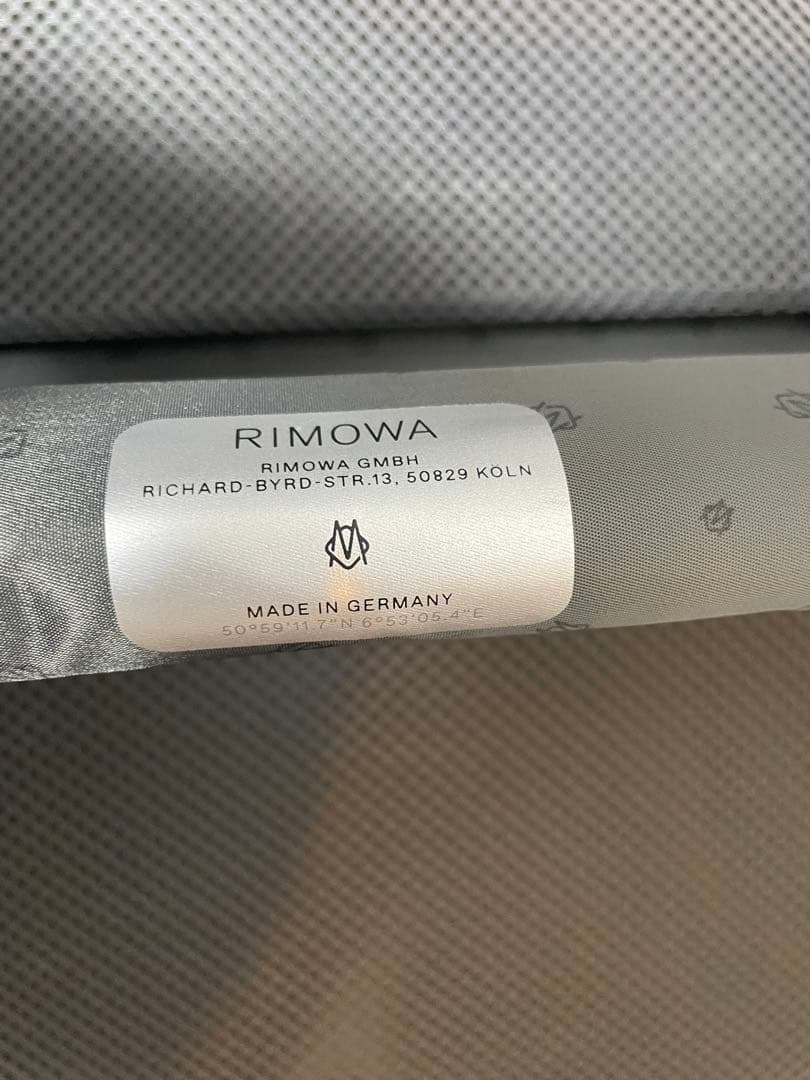 RIMOWA
RIMOWA GMBH
RICHARD-BYRD-STR.13, 50829 KÖLN
MADE IN GERMANY
50°59'11.7"N 6°53'05.4"E